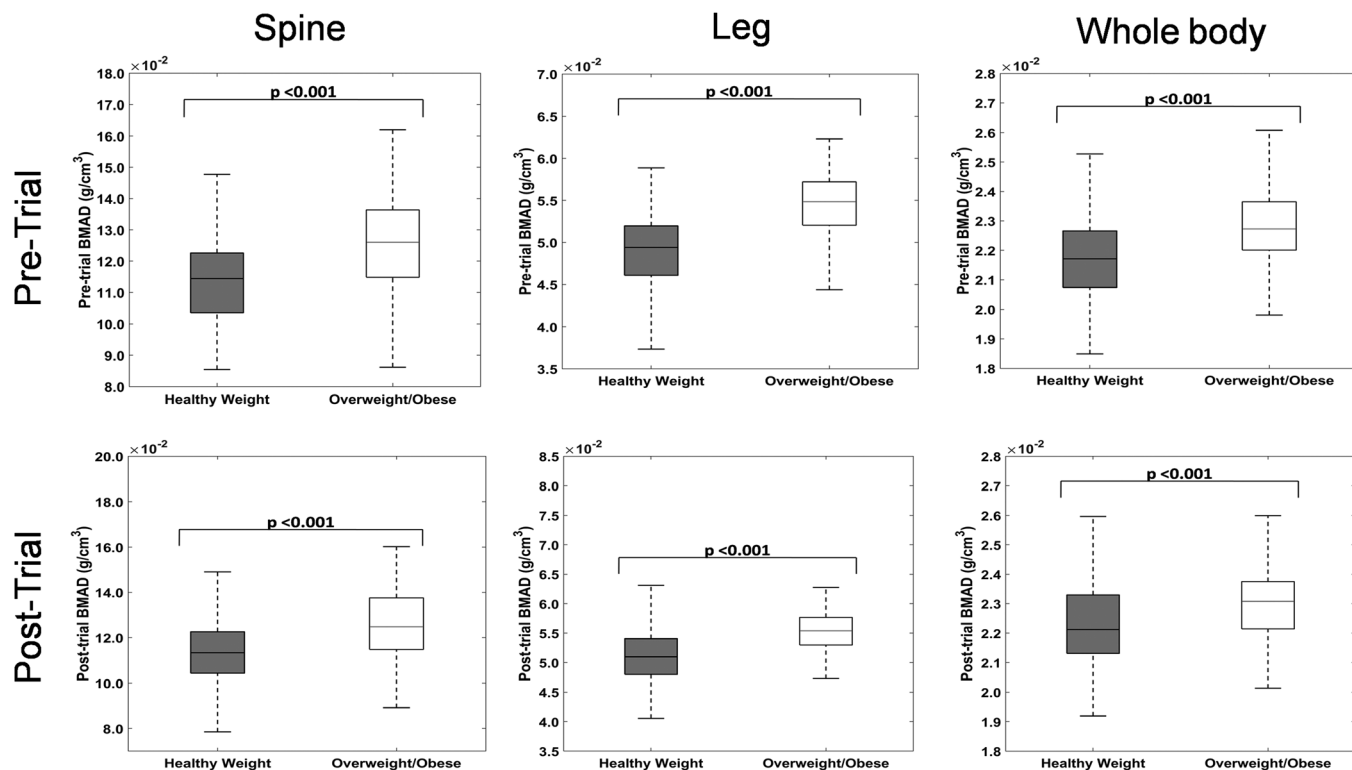 Spine
Leg
Whole body
Pre-Trial
×10⁻²
18.0
17.0
16.0
15.0
14.0
13.0
12.0
11.0
10.0
9.0
8.0
Pre-trial BMAD (g/cm³)
p <0.001
Healthy Weight
Overweight/Obese
×10⁻²
7.0
6.5
6.0
5.5
5.0
4.5
4.0
3.5
Pre-trial BMAD (g/cm³)
p <0.001
Healthy Weight
Overweight/Obese
×10⁻²
2.8
2.7
2.6
2.5
2.4
2.3
2.2
2.1
2.0
1.9
1.8
Pre-trial BMAD (g/cm³)
p <0.001
Healthy Weight
Overweight/Obese
Post-Trial
×10⁻²
20.0
18.0
16.0
14.0
12.0
10.0
8.0
Post-trial BMAD (g/cm³)
p <0.001
Healthy Weight
Overweight/Obese
×10⁻²
8.5
8.0
7.5
7.0
6.5
6.0
5.5
5.0
4.5
4.0
3.5
Post-trial BMAD (g/cm³)
p <0.001
Healthy Weight
Overweight/Obese
×10⁻²
2.8
2.7
2.6
2.5
2.4
2.3
2.2
2.1
2.0
1.9
1.8
Post-trial BMAD (g/cm³)
p <0.001
Healthy Weight
Overweight/Obese